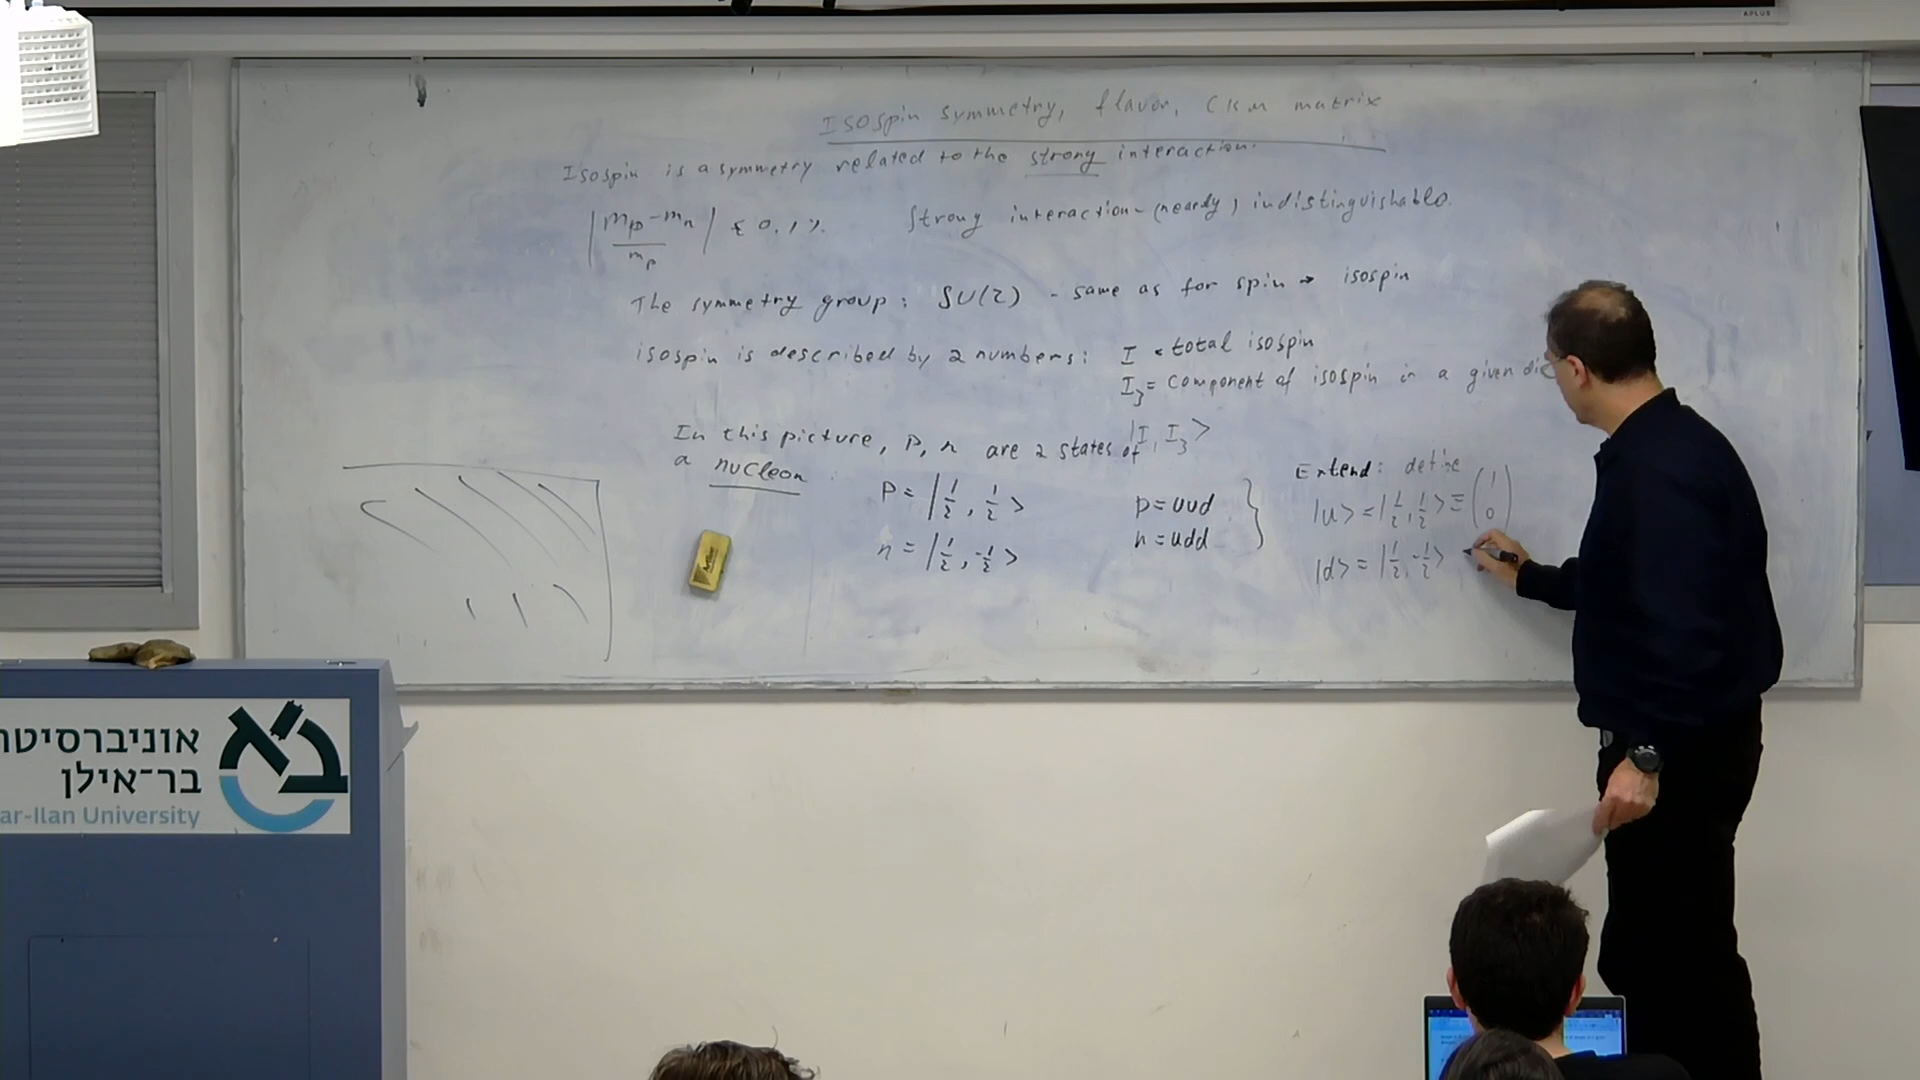 APLUS
Isospin symmetry, flavor, CKM matrix
Isospin is a symmetry related to the strong interaction.
|mp-mn / mp| ≤ 0.1% Strong interaction - (nearly) indistinguishable.
The symmetry group: SU(2) - same as for spin → isospin
isospin is described by 2 numbers: I = total isospin
I3 = component of isospin in a given di
In this picture, p, n are 2 states of |I, I3>
a nucleon
p = |1/2, 1/2>
n = |1/2, -1/2>
p = uud
n = udd
Extend: define
|u> = |1/2, 1/2> ≡ (1 0)
|d> = |1/2, -1/2>
אוניברסיטת
בר-אילן
ar-Ilan University